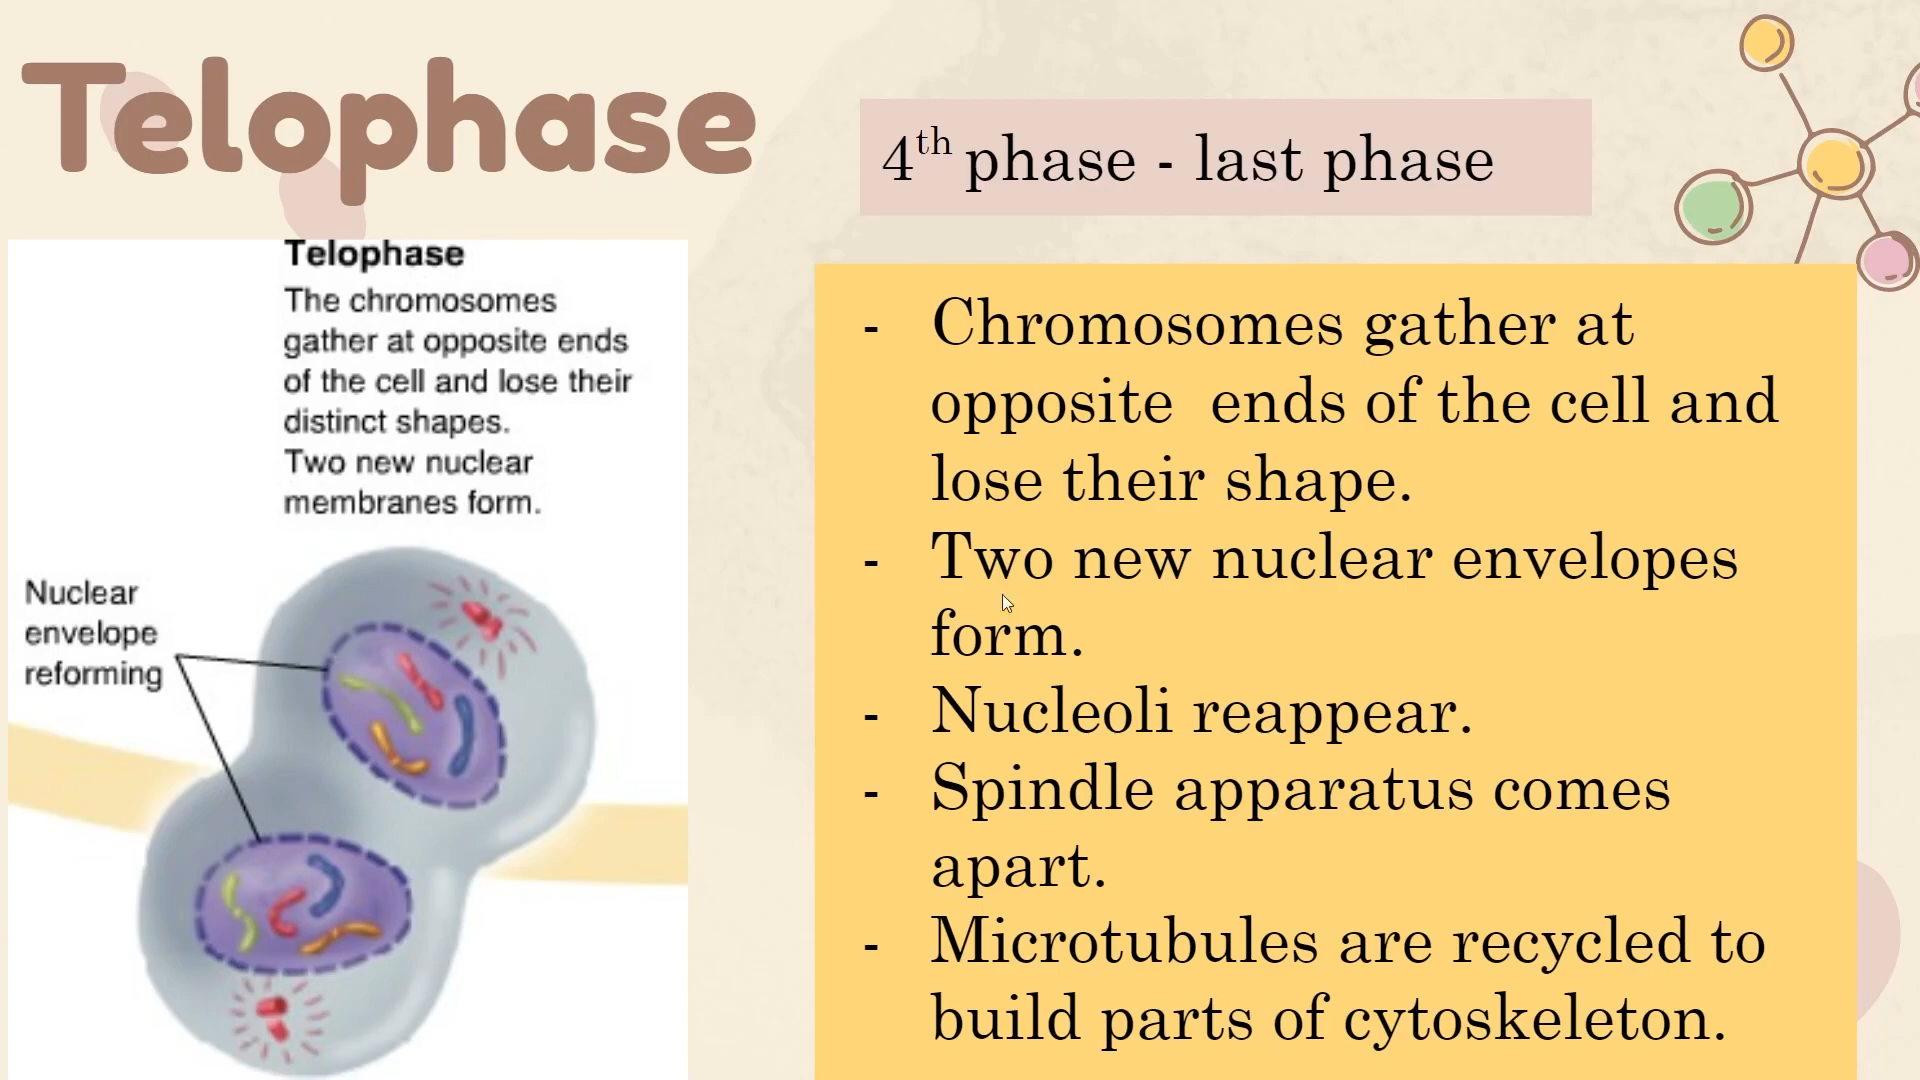 Telophase
4th phase - last phase
Telophase
The chromosomes
gather at opposite ends
of the cell and lose their
distinct shapes.
Two new nuclear
membranes form.
Nuclear
envelope
reforming
- Chromosomes gather at
opposite ends of the cell and
lose their shape.
- Two new nuclear envelopes
form.
- Nucleoli reappear.
- Spindle apparatus comes
apart.
- Microtubules are recycled to
build parts of cytoskeleton.